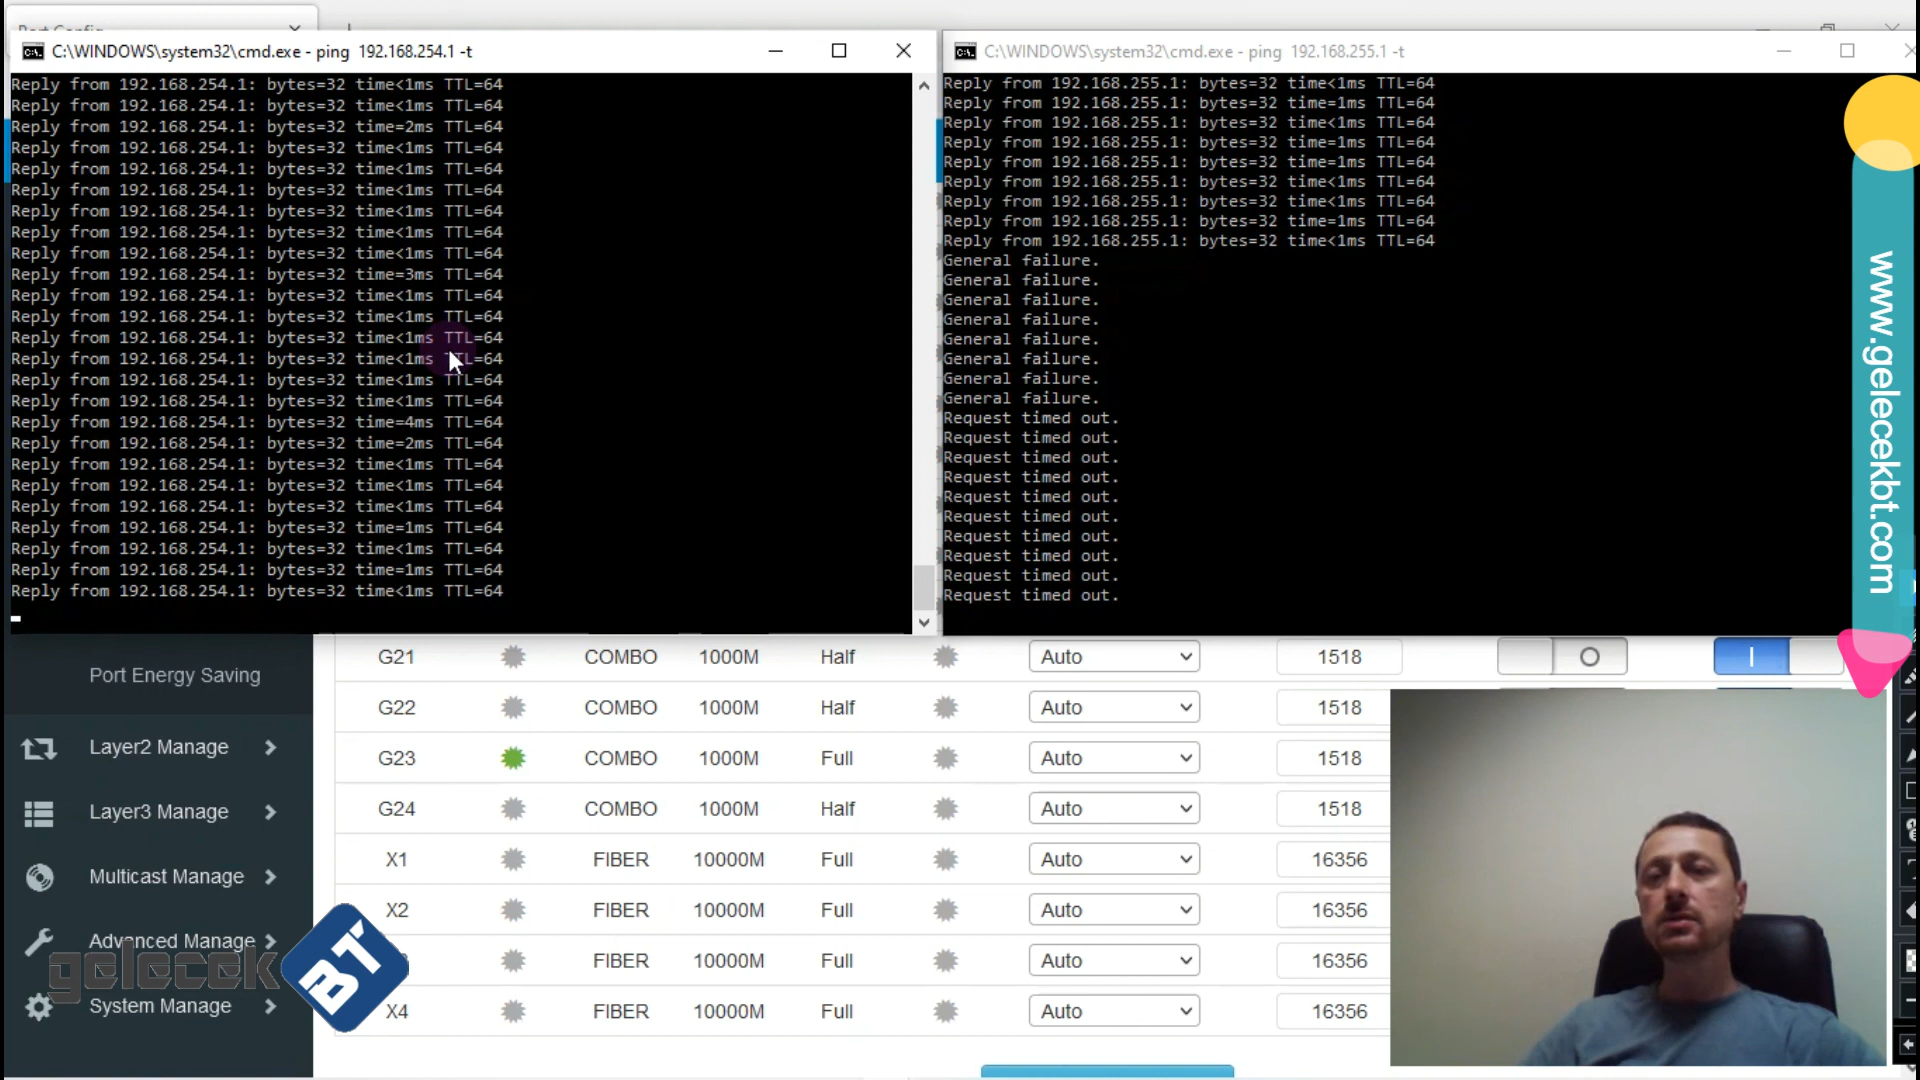 C:\WINDOWS\system32\cmd.exe - ping  192.168.254.1 -t
Reply from 192.168.254.1: bytes=32 time<1ms TTL=64
Reply from 192.168.254.1: bytes=32 time<1ms TTL=64
Reply from 192.168.254.1: bytes=32 time=2ms TTL=64
Reply from 192.168.254.1: bytes=32 time<1ms TTL=64
Reply from 192.168.254.1: bytes=32 time<1ms TTL=64
Reply from 192.168.254.1: bytes=32 time<1ms TTL=64
Reply from 192.168.254.1: bytes=32 time<1ms TTL=64
Reply from 192.168.254.1: bytes=32 time<1ms TTL=64
Reply from 192.168.254.1: bytes=32 time<1ms TTL=64
Reply from 192.168.254.1: bytes=32 time=3ms TTL=64
Reply from 192.168.254.1: bytes=32 time<1ms TTL=64
Reply from 192.168.254.1: bytes=32 time<1ms TTL=64
Reply from 192.168.254.1: bytes=32 time<1ms TTL=64
Reply from 192.168.254.1: bytes=32 time<1ms TTL=64
Reply from 192.168.254.1: bytes=32 time<1ms TTL=64
Reply from 192.168.254.1: bytes=32 time<1ms TTL=64
Reply from 192.168.254.1: bytes=32 time=4ms TTL=64
Reply from 192.168.254.1: bytes=32 time=2ms TTL=64
Reply from 192.168.254.1: bytes=32 time<1ms TTL=64
Reply from 192.168.254.1: bytes=32 time<1ms TTL=64
Reply from 192.168.254.1: bytes=32 time<1ms TTL=64
Reply from 192.168.254.1: bytes=32 time=1ms TTL=64
Reply from 192.168.254.1: bytes=32 time<1ms TTL=64
Reply from 192.168.254.1: bytes=32 time=1ms TTL=64
Reply from 192.168.254.1: bytes=32 time<1ms TTL=64
C:\WINDOWS\system32\cmd.exe - ping  192.168.255.1 -t
Reply from 192.168.255.1: bytes=32 time<1ms TTL=64
Reply from 192.168.255.1: bytes=32 time=1ms TTL=64
Reply from 192.168.255.1: bytes=32 time<1ms TTL=64
Reply from 192.168.255.1: bytes=32 time=1ms TTL=64
Reply from 192.168.255.1: bytes=32 time=1ms TTL=64
Reply from 192.168.255.1: bytes=32 time<1ms TTL=64
Reply from 192.168.255.1: bytes=32 time<1ms TTL=64
Reply from 192.168.255.1: bytes=32 time=1ms TTL=64
Reply from 192.168.255.1: bytes=32 time<1ms TTL=64
General failure.
General failure.
General failure.
General failure.
General failure.
General failure.
General failure.
General failure.
Request timed out.
Request timed out.
Request timed out.
Request timed out.
Request timed out.
Request timed out.
Request timed out.
Request timed out.
Request timed out.
Request timed out.
www.gelecekbt.com
Port Energy Saving
Layer2 Manage
Layer3 Manage
Multicast Manage
Advanced Manage
System Manage
gelecek BT
G21 COMBO 1000M Half Auto 1518
G22 COMBO 1000M Half Auto 1518
G23 COMBO 1000M Full Auto 1518
G24 COMBO 1000M Half Auto 1518
X1 FIBER 10000M Full Auto 16356
X2 FIBER 10000M Full Auto 16356
FIBER 10000M Full Auto 16356
X4 FIBER 10000M Full Auto 16356